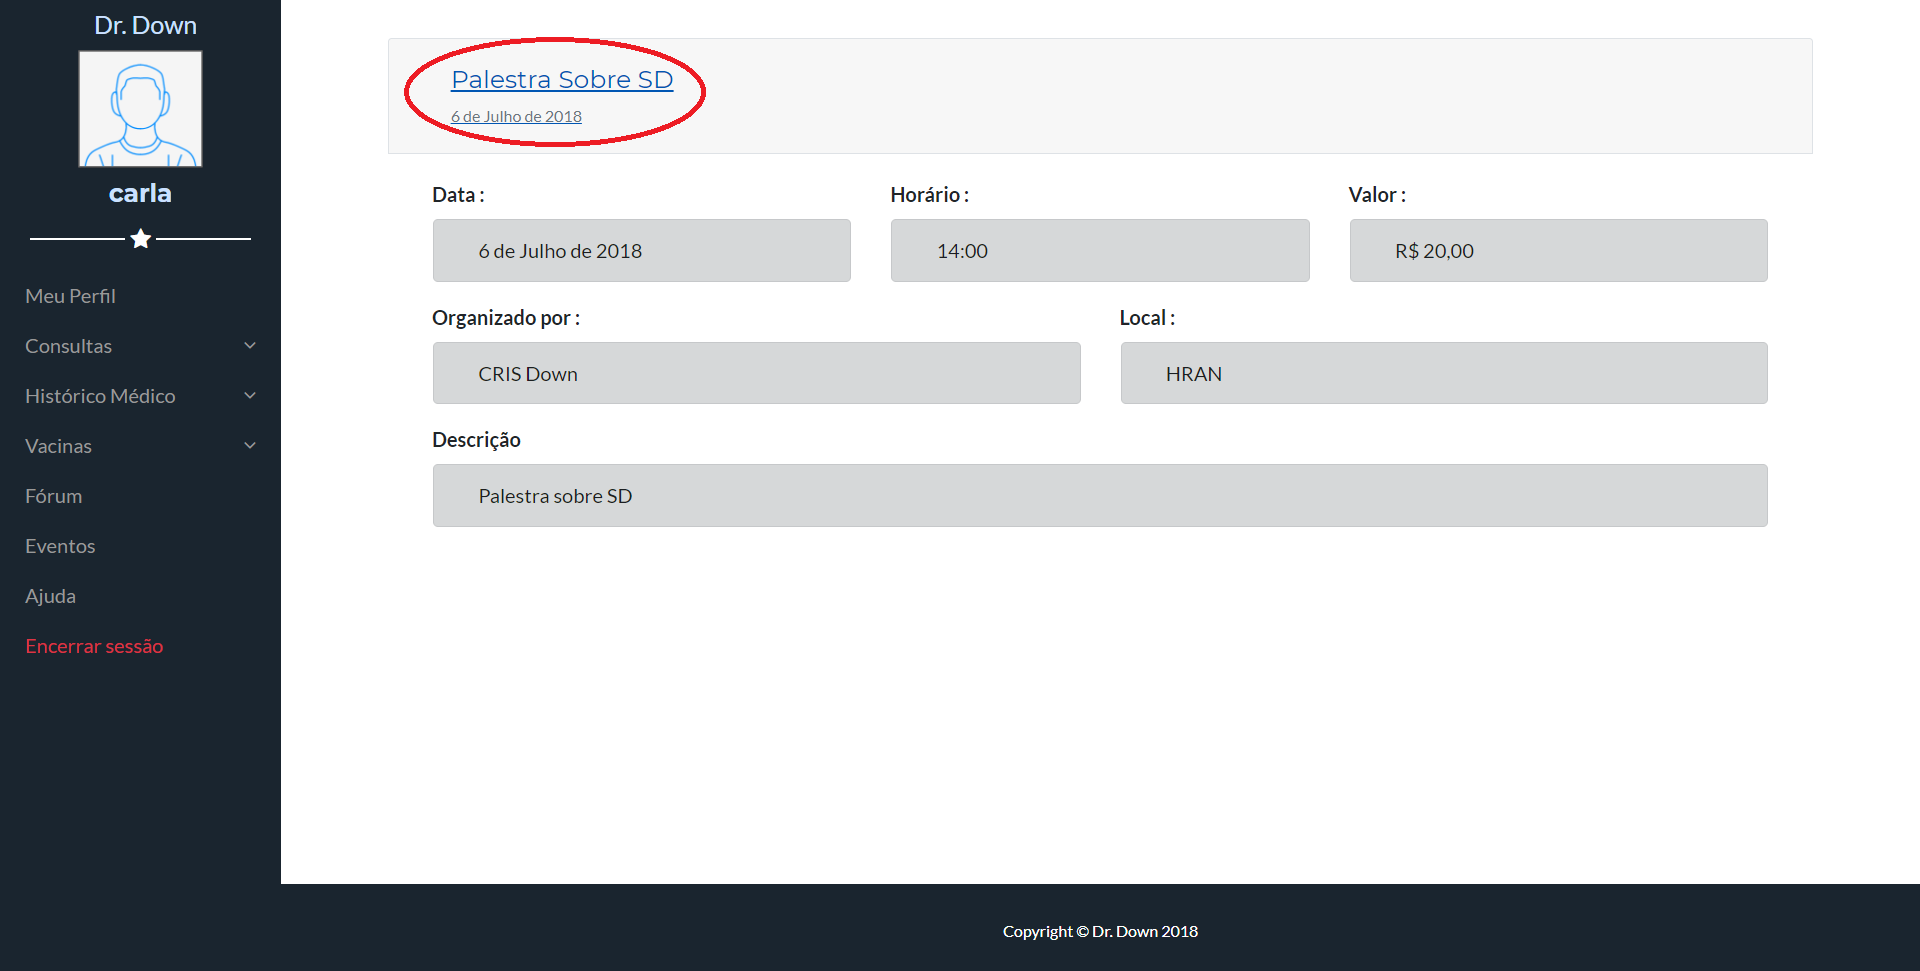 Dr. Down
carla
Meu Perfil
Consultas
Histórico Médico
Vacinas
Fórum
Eventos
Ajuda
Encerrar sessão
Palestra Sobre SD
6 de Julho de 2018
Data :
Horário :
Valor :
6 de Julho de 2018
14:00
R$ 20,00
Organizado por :
Local :
CRIS Down
HRAN
Descrição
Palestra sobre SD
Copyright © Dr. Down 2018